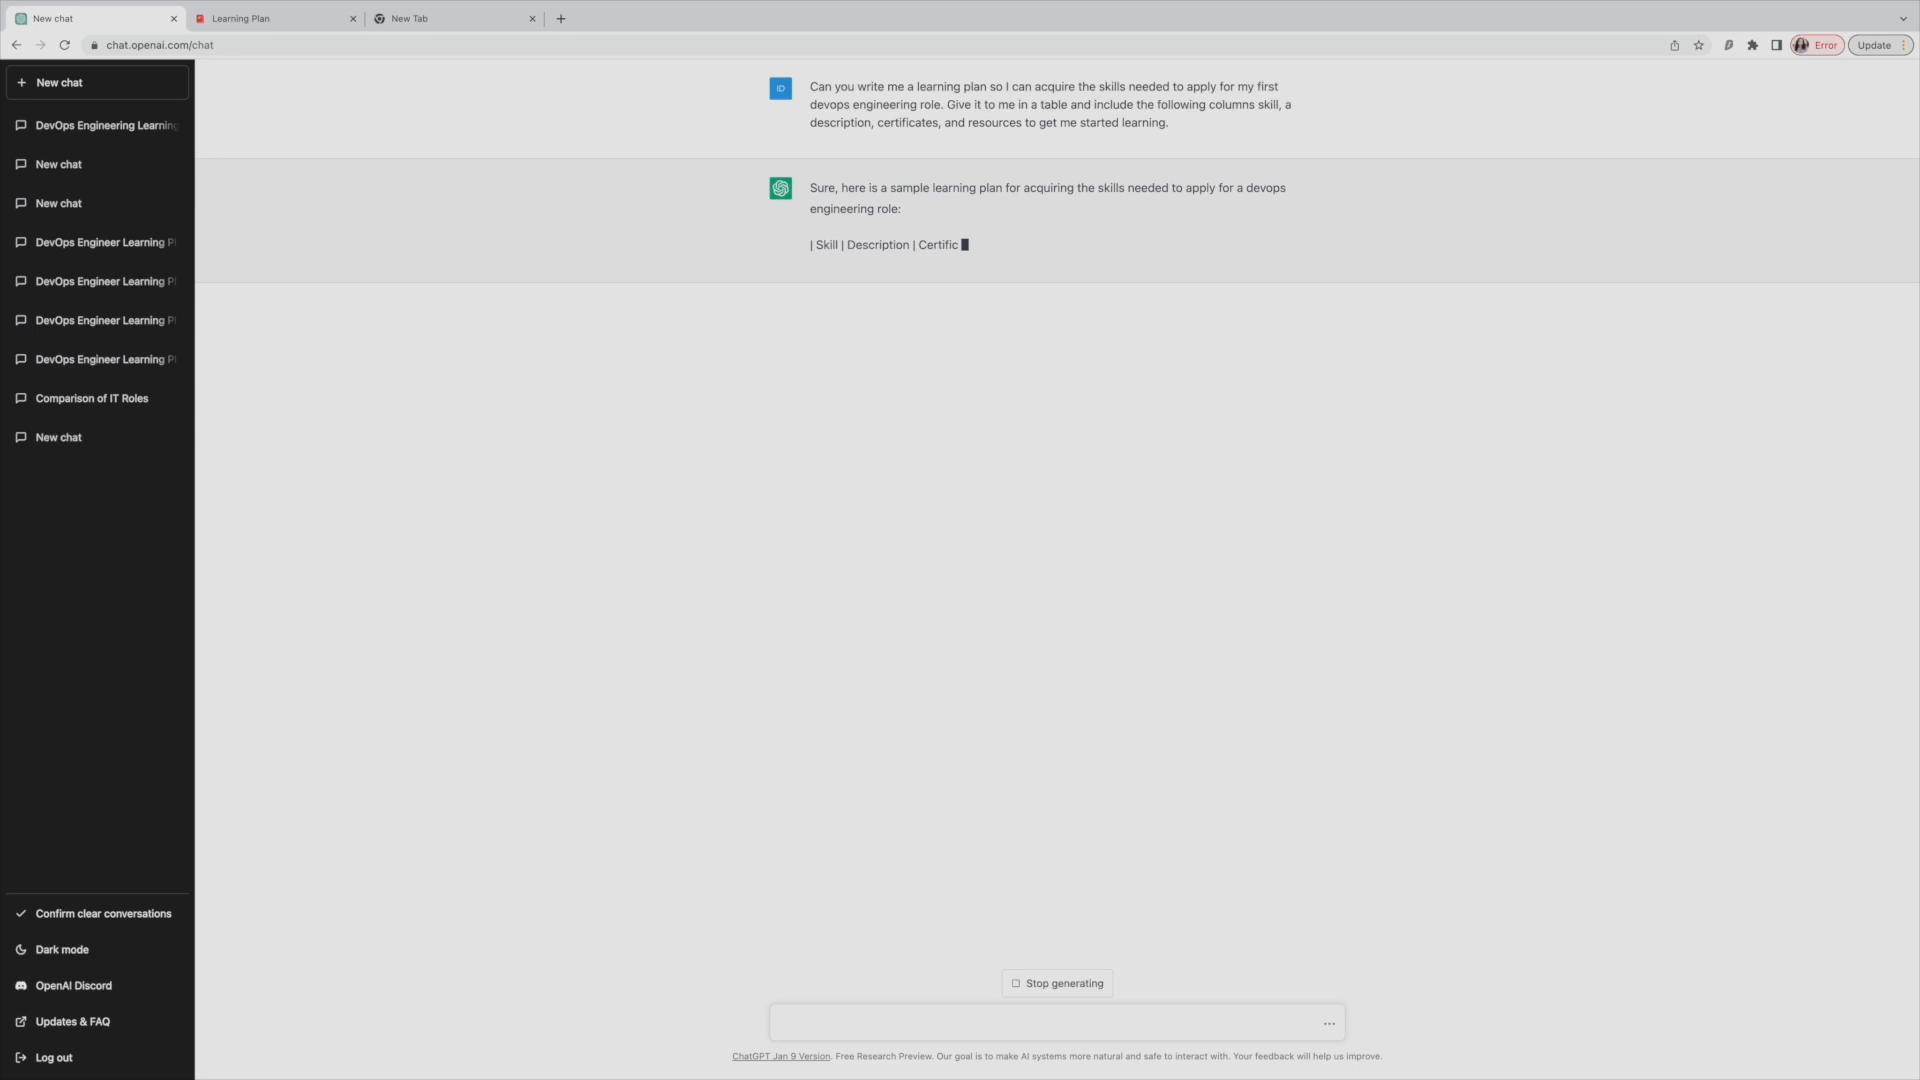 New chat
Learning Plan
New Tab
chat.openai.com/chat
Error
Update
New chat
DevOps Engineering Learning
New chat
New chat
DevOps Engineer Learning Pl
DevOps Engineer Learning Pl
DevOps Engineer Learning Pl
DevOps Engineer Learning Pl
Comparison of IT Roles
New chat
Confirm clear conversations
Dark mode
OpenAI Discord
Updates & FAQ
Log out
ID
Can you write me a learning plan so I can acquire the skills needed to apply for my first
devops engineering role. Give it to me in a table and include the following columns skill, a
description, certificates, and resources to get me started learning.
Sure, here is a sample learning plan for acquiring the skills needed to apply for a devops
engineering role:
| Skill | Description | Certific
Stop generating
ChatGPT Jan 9 Version. Free Research Preview. Our goal is to make AI systems more natural and safe to interact with. Your feedback will help us improve.